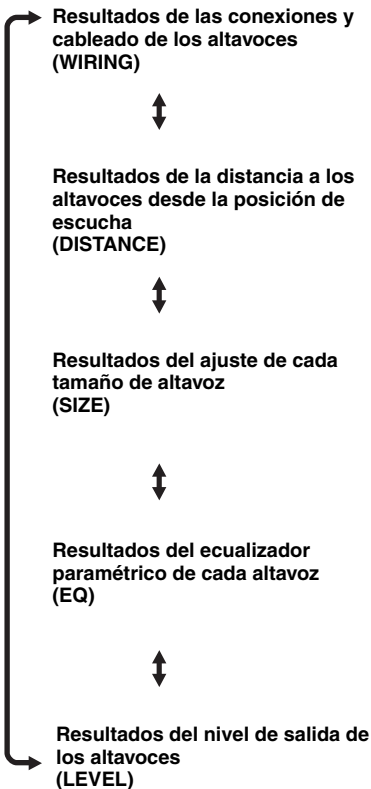 Resultados de las conexiones y
cableado de los altavoces
(WIRING)
Resultados de la distancia a los
altavoces desde la posición de
escucha
(DISTANCE)
Resultados del ajuste de cada
tamaño de altavoz
(SIZE)
Resultados del ecualizador
paramétrico de cada altavoz
(EQ)
Resultados del nivel de salida de
los altavoces
(LEVEL)